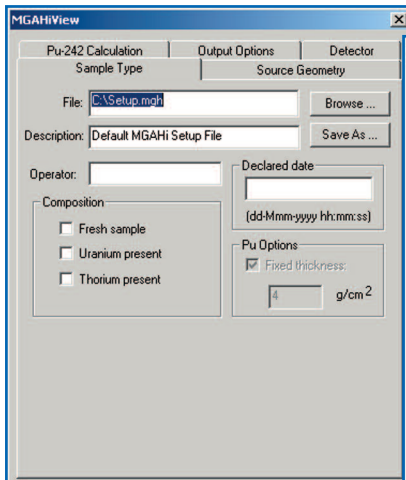 MGAHiView
Pu-242 Calculation Output Options Detector
Sample Type Source Geometry
File: C:\Setup.mgh Browse ...
Description: Default MGAHi Setup File Save As ...
Operator:
Declared date
(dd-Mmm-yyyy hh:mm:ss)
Composition
Fresh sample
Uranium present
Thorium present
Pu Options
Fixed thickness:
4 g/cm2